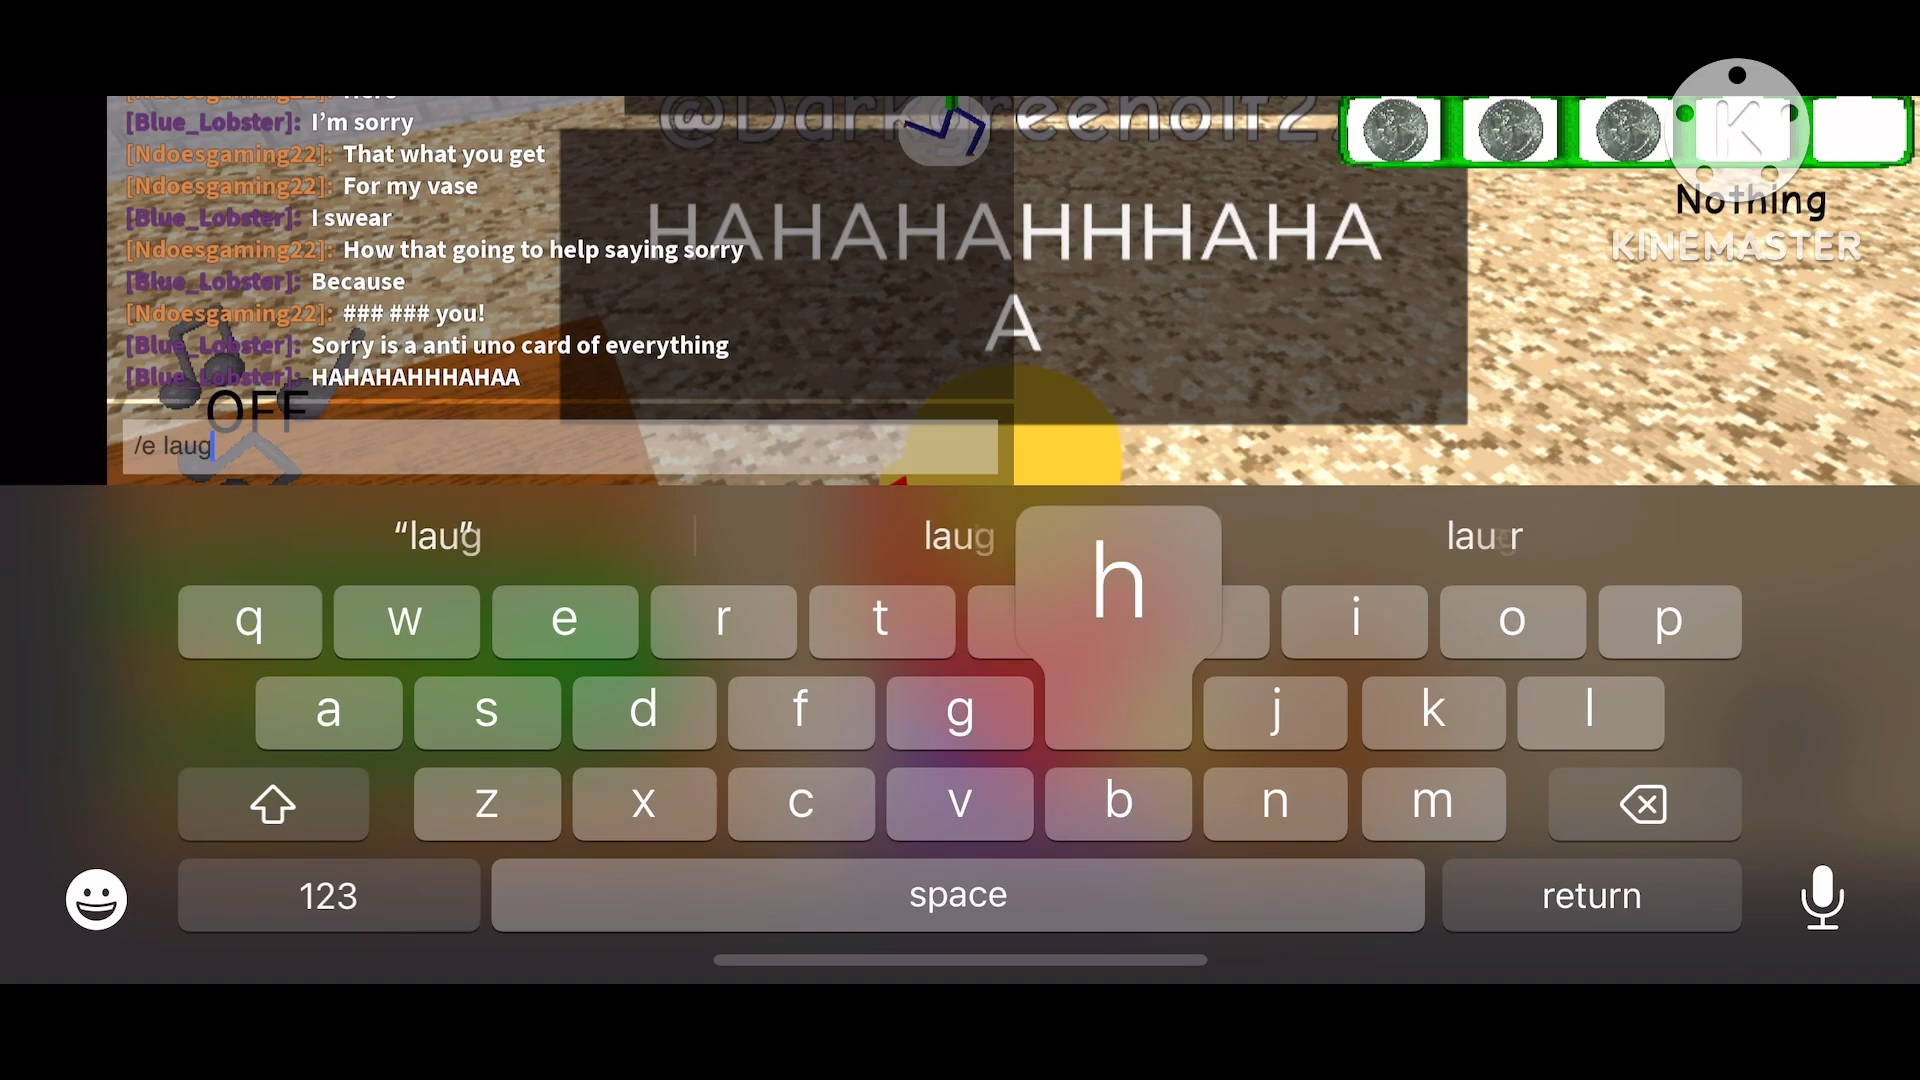 [Ndoesgaming22]: Here
[Blue_Lobster]: I'm sorry
[Ndoesgaming22]: That what you get
[Ndoesgaming22]: For my vase
[Blue_Lobster]: I swear
[Ndoesgaming22]: How that going to help saying sorry
[Blue_Lobster]: Because
[Ndoesgaming22]: ### ### you!
[Blue_Lobster]: Sorry is a anti uno card of everything
[Blue_Lobster]: HAHAHAHHHAHAA
OFF
/e laug
HAHAHAHHHAHA
A
Nothing
KINEMASTER
“laug”
laug
h
q w e r t i o p
a s d f g j k l
z x c v b n m
123 space return